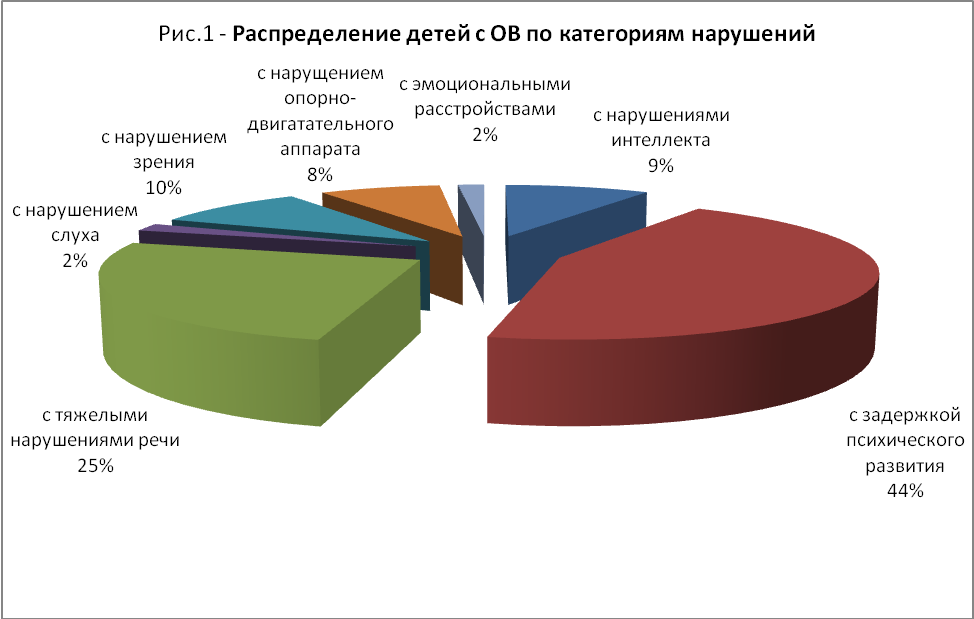 Рис.1 - Распределение детей с ОВ по категориям нарушений
с нарущением
опорно-
двигатательного
аппарата
8%
с эмоциональными
расстройствами
2%
с нарушениями
интеллекта
9%
с нарушением
зрения
10%
с нарушением
слуха
2%
с тяжелыми
нарушениями речи
25%
с задержкой
психического
развития
44%